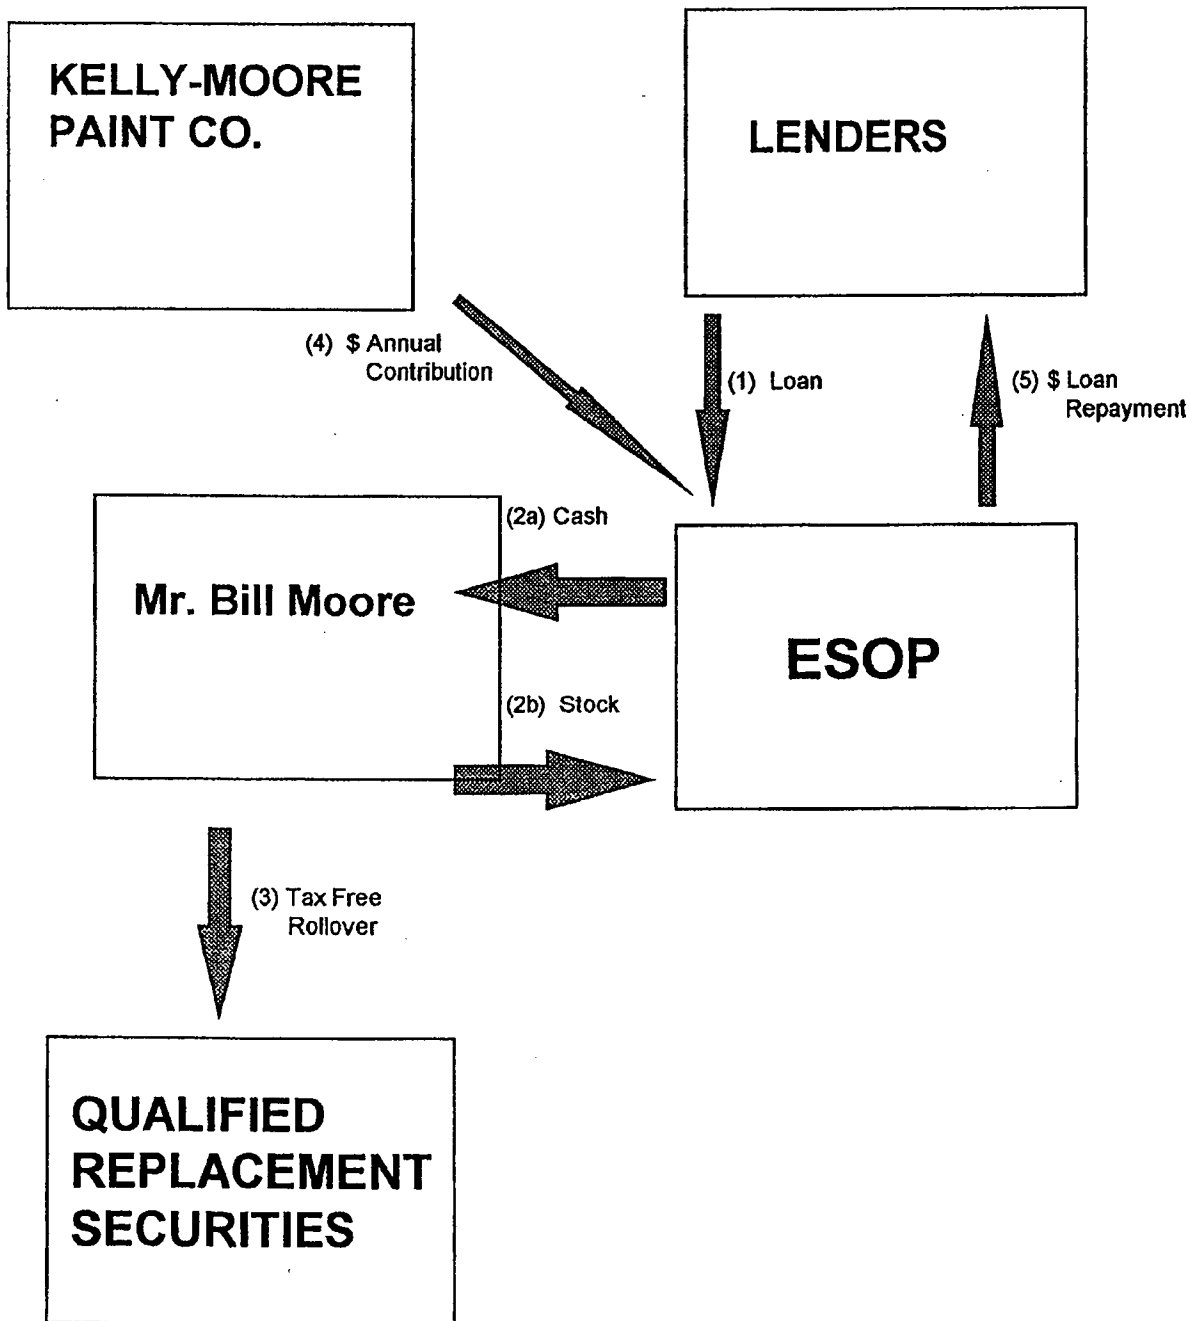 KELLY-MOORE
PAINT CO.
LENDERS
(4) $ Annual
Contribution
(1) Loan
(5) $ Loan
Repayment
(2a) Cash
Mr. Bill Moore
ESOP
(2b) Stock
(3) Tax Free
Rollover
QUALIFIED
REPLACEMENT
SECURITIES